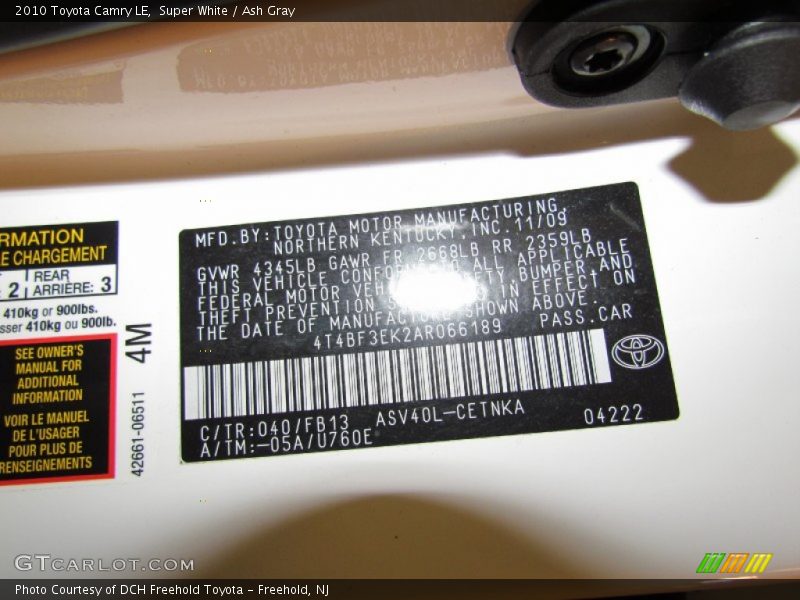 2010 Toyota Camry LE, Super White / Ash Gray
RMATION
E CHARGEMENT
2 REAR ARRIÈRE: 3
410kg or 900lbs.
sser 410kg ou 900lb.
SEE OWNER'S
MANUAL FOR
ADDITIONAL
INFORMATION
VOIR LE MANUEL
DE L'USAGER
POUR PLUS DE
RENSEIGNEMENTS
4M
42661-06511
MFD.BY:TOYOTA MOTOR MANUFACTURING,
NORTHERN KENTUCKY INC. 11/09
GVWR 4345LB GAWR FR 2668LB RR 2359LB
THIS VEHICLE ALL APPLICABLE
FEDERAL MOTOR BUMPER,AND
THEFT PREVENTION IN EFFECT ON
THE DATE OF MANUFACTURE SHOWN ABOVE.
4T4BF3EK2AR066189 PASS.CAR
C/TR:040/FB13 ASV40L-CETNKA
A/TM:-05A/U760E 04222
GTCARLOT.COM
Photo Courtesy of DCH Freehold Toyota - Freehold, NJ